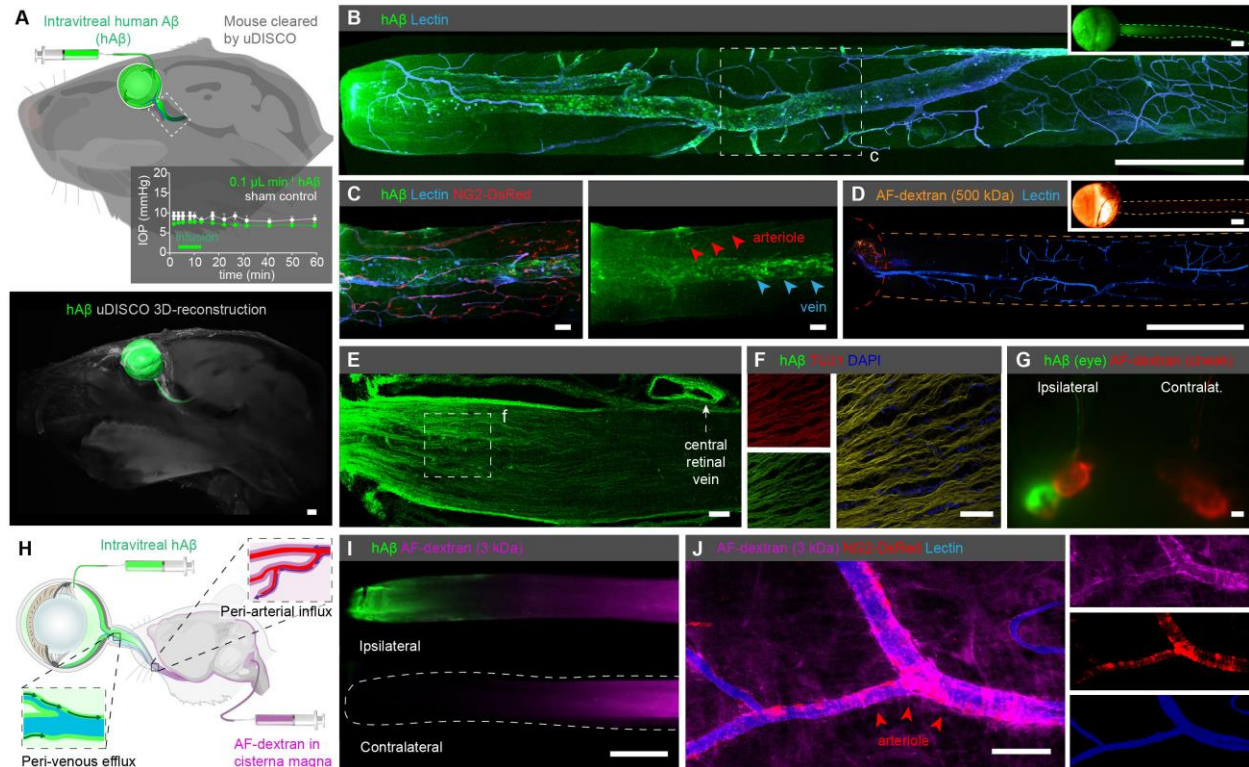 A
Intravitreal human Aβ
(hAβ)
Mouse cleared
by uDISCO
IOP (mmHg)
20
15
10
5
0
0.1 µL min⁻¹ hAβ
sham control
infusion
0 10 20 30 40 50 60
time (min)
hAβ uDISCO 3D-reconstruction
B
hAβ Lectin
c
C
hAβ Lectin NG2-DsRed
arteriole
vein
D
AF-dextran (500 kDa) Lectin
E
f
central
retinal
vein
F
hAβ TUJ1 DAPI
G
hAβ (eye) AF-dextran (cheek)
Ipsilateral
Contralat.
H
Intravitreal hAβ
Peri-arterial influx
Peri-venous efflux
AF-dextran in
cisterna magna
I
hAβ AF-dextran (3 kDa)
Ipsilateral
Contralateral
J
AF-dextran (3 kDa) NG2-DsRed Lectin
arteriole